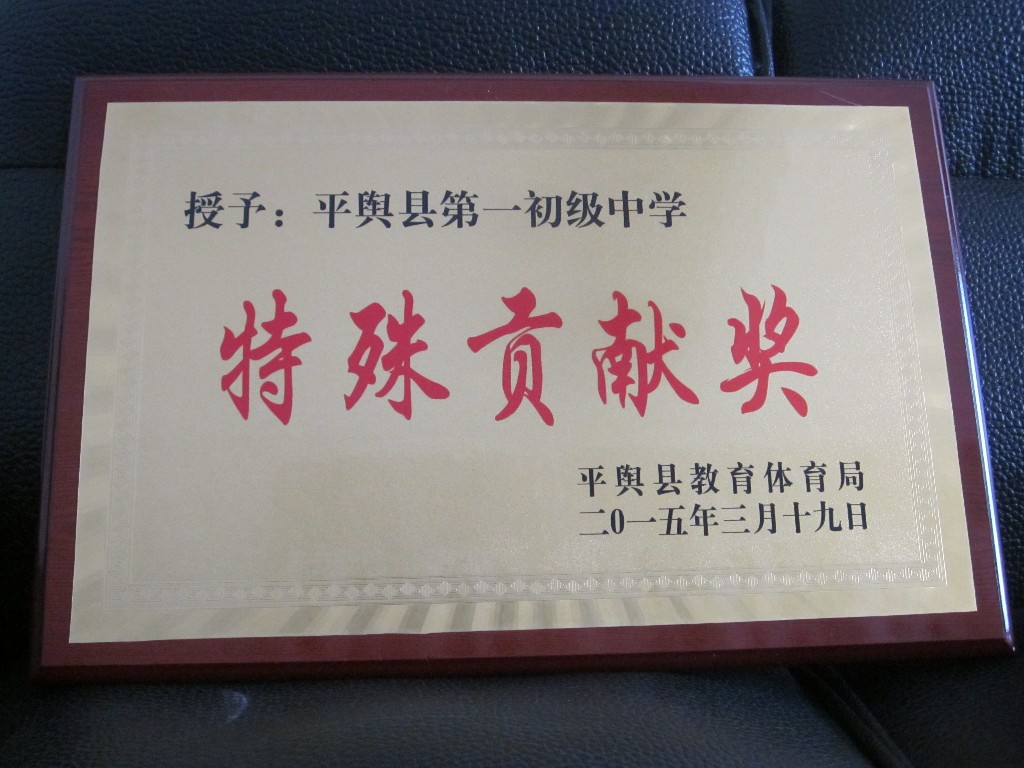 授予：平舆县第一初级中学
特殊贡献奖
平舆县教育体育局
二0一五年三月十九日